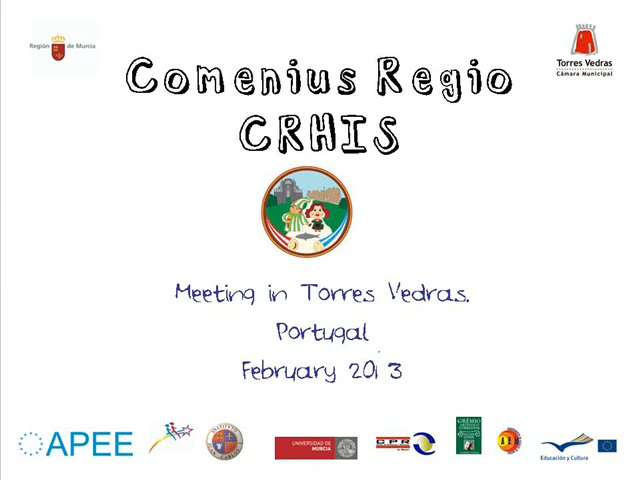 Región de Murcia
Torres Vedras
Câmara Municipal
Comenius Regio
CRHIS
Meeting in Torres Vedras.
Portugal
February 2013
APEE
UNIVERSIDAD DE
MURCIA
CPR
GREMIO
Educación y Cultura